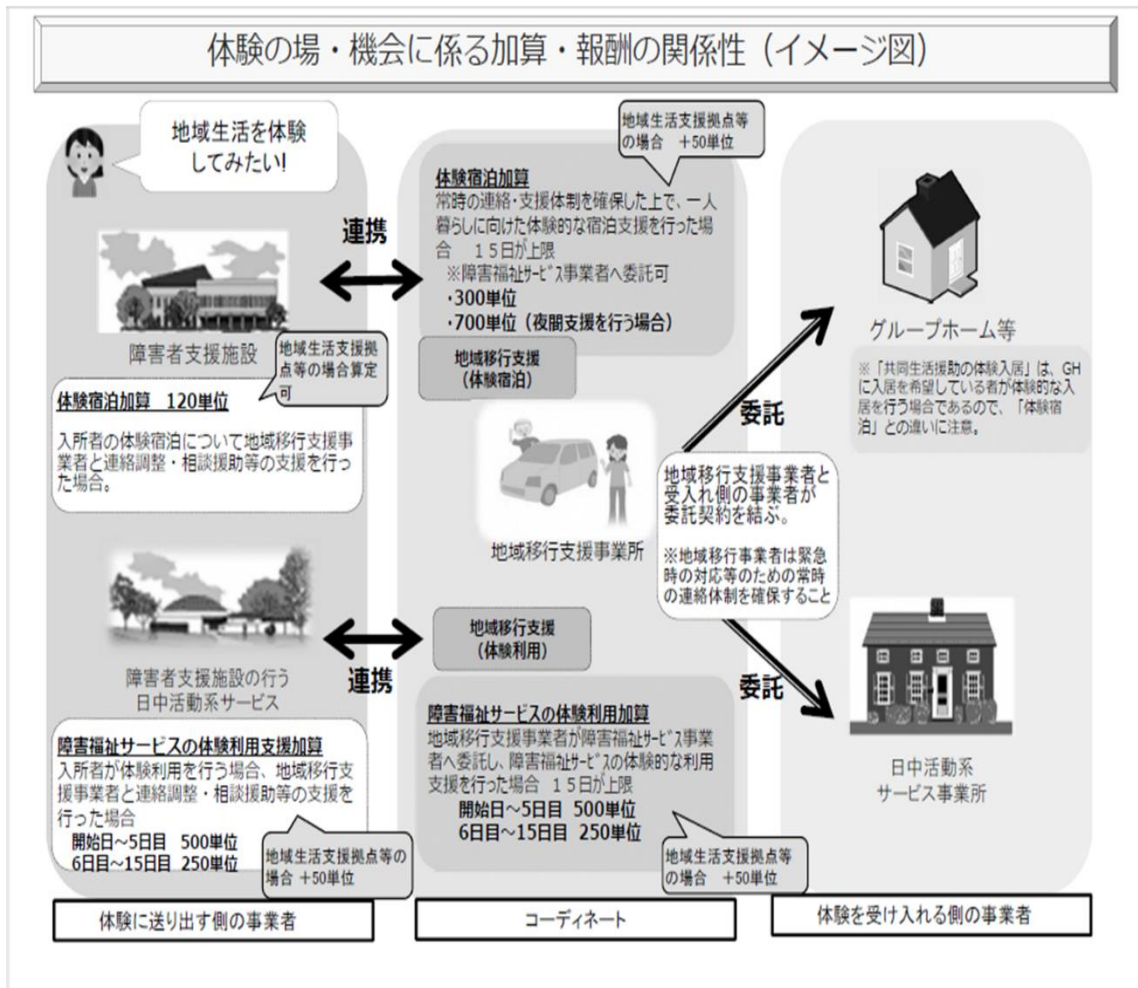 体験の場・機会に係る加算・報酬の関係性（イメージ図）
地域生活を体験
してみたい!
障害者支援施設
地域生活支援拠
点等の場合算定
可
体験宿泊加算　120単位
入所者の体験宿泊について地域移行支援事
業者と連絡調整・相談援助等の支援を行っ
た場合。
障害者支援施設の行う
日中活動系サービス
障害福祉サービスの体験利用支援加算
入所者が体験利用を行う場合、地域移行支
援事業者と連絡調整・相談援助等の支援を
行った場合
開始日～5日目　500単位
6日目～15日目　250単位
地域生活支援拠点等の
場合　＋50単位
体験に送り出す側の事業者
連携
連携
地域生活支援拠点等
の場合　＋50単位
体験宿泊加算
常時の連絡・支援体制を確保した上で、一人
暮らしに向けた体験的な宿泊支援を行った場
合　１５日が上限
※障害福祉ｻｰﾋﾞｽ事業者へ委託可
・300単位
・700単位（夜間支援を行う場合）
地域移行支援
（体験宿泊）
地域移行支援事業所
地域移行支援
（体験利用）
障害福祉サービスの体験利用加算
地域移行支援事業者が障害福祉サービス事業
者へ委託し、障害福祉サービスの体験的な利用
支援を行った場合　１５日が上限
開始日～5日目　500単位
6日目～15日目　250単位
地域生活支援拠点等
の場合　＋50単位
コーディネート
委託
地域移行支援事業者と
受入れ側の事業者が
委託契約を結ぶ。
※地域移行事業者は緊急
時の対応等のための常時
の連絡体制を確保すること
委託
グループホーム等
※「共同生活援助の体験入居」は、GH
に入居を希望している者が体験的な入
居を行う場合であるので、「体験宿
泊」との違いに注意。
日中活動系
サービス事業所
体験を受け入れる側の事業者